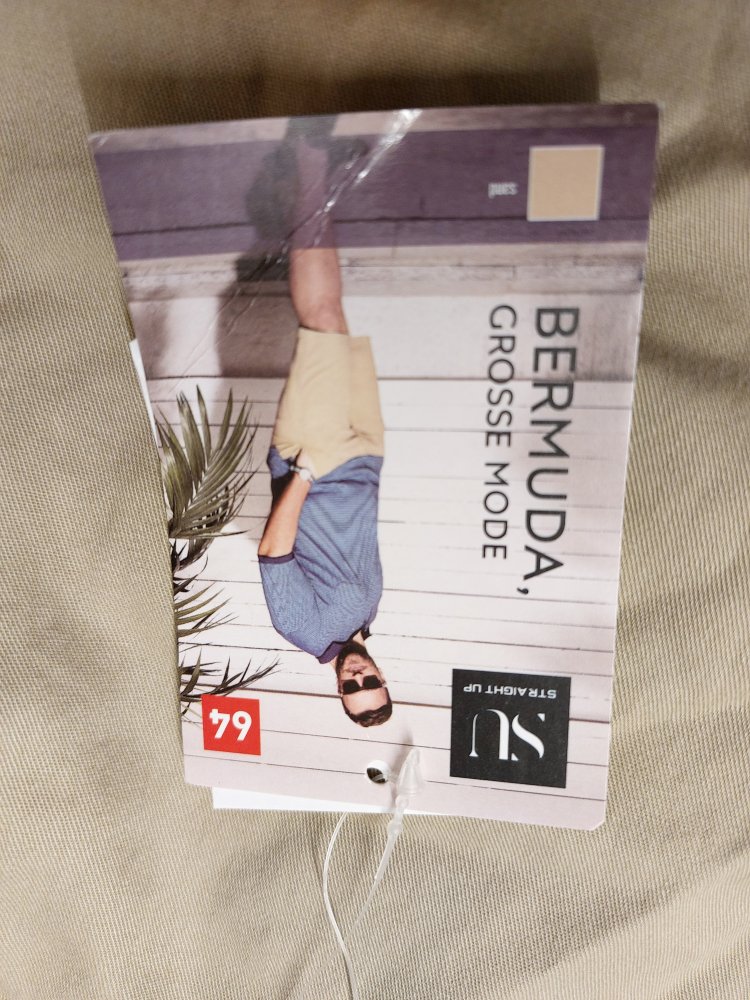 SU
STRAIGHT UP
64
BERMUDA,
GROSSE MODE
sand